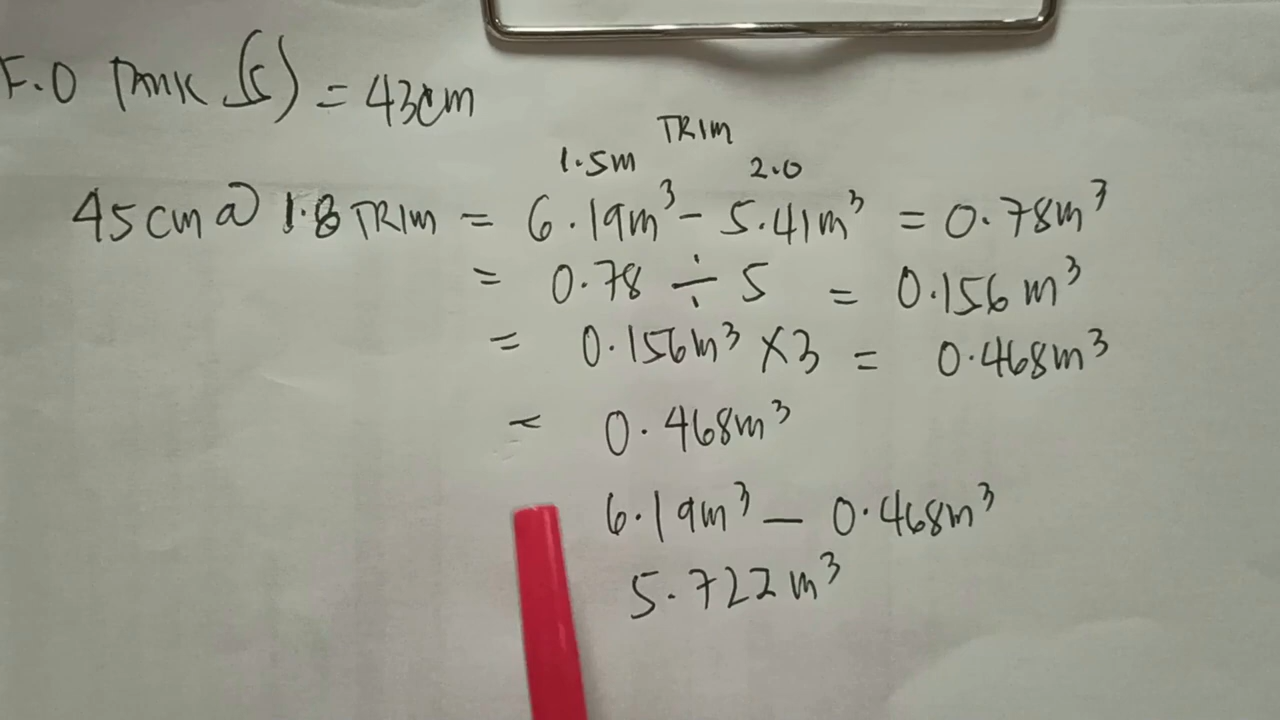 F.O TANK (S) = 43cm
TRIM
1.5m 2.0
45cm @ 1.8 TRIM = 6.19m³ - 5.41m³ = 0.78m³
= 0.78 ÷ 5 = 0.156m³
= 0.156m³ × 3 = 0.468m³
= 0.468m³
6.19m³ - 0.468m³
5.722m³